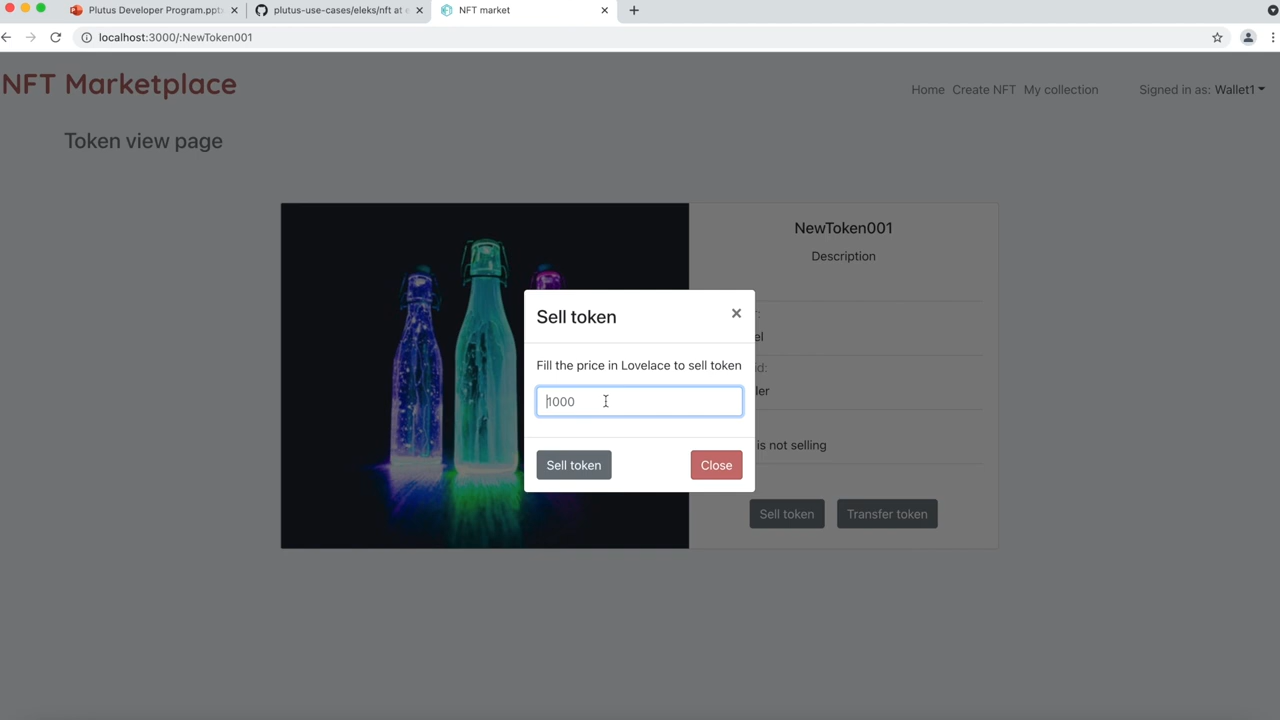 Plutus Developer Program.ppt
plutus-use-cases/eleks/nft at
NFT market
localhost:3000/:NewToken001
NFT Marketplace
Home Create NFT My collection Signed in as: Wallet1
Token view page
NewToken001
Description
Sell token
Fill the price in Lovelace to sell token
1000
is not selling
Sell token Close
Sell token Transfer token